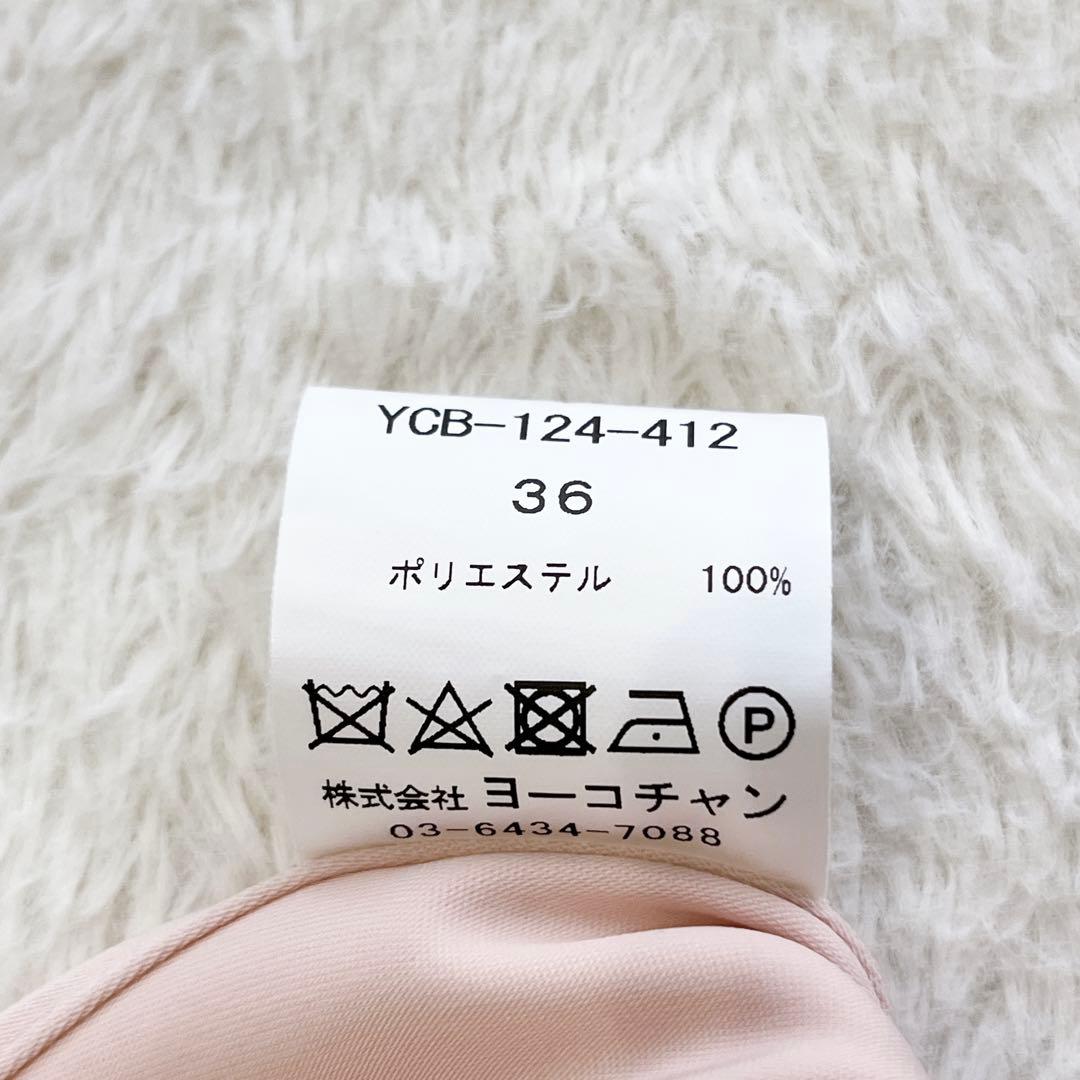 YCB-124-412
36
ポリエステル 100%
P
株式会社 ヨーコチャン
03-6434-7088